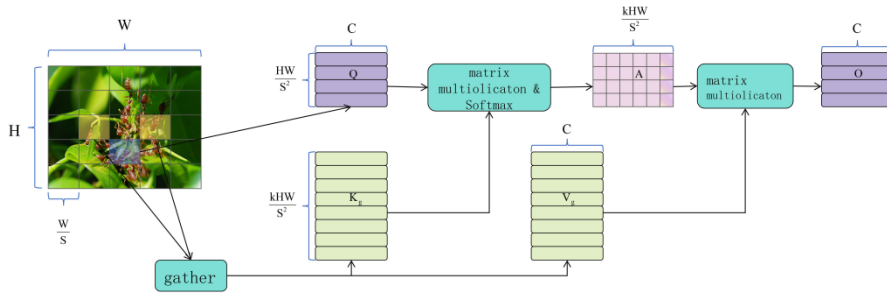 W
C
kHW
S²
C
H
HW
S²
Q
matrix
multiolicaton &
Softmax
A
matrix
multiolicaton
O
C
W
S
kHW
S²
Kg
Vg
gather